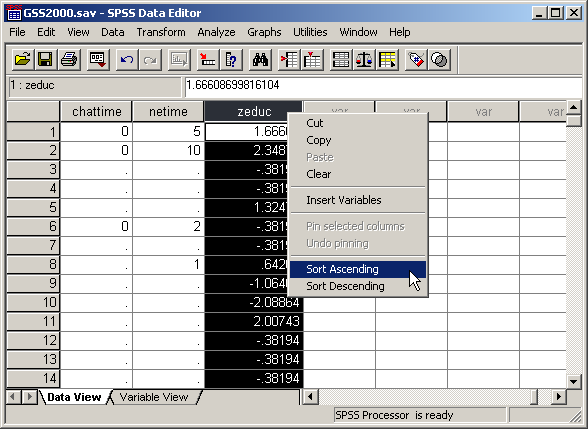 GSS2000.sav - SPSS Data Editor
File Edit View Data Transform Analyze Graphs Utilities Window Help
1 : zeduc 1.66608699816104
chattime netime zeduc var var var var
1 0 5 1.6660
2 0 10 2.3487
3 . . -.3819
4 . . -.3819
5 . . 1.3247
6 0 2 -.3819
7 . . -.3819
8 . 1 .6420
9 . . -1.0640
10 . . -2.08864
11 . . 2.00743
12 . . -.38194
13 . . -.38194
14 . . -.38194
Cut
Copy
Paste
Clear
Insert Variables
Pin selected columns
Undo pinning
Sort Ascending
Sort Descending
Data View Variable View
SPSS Processor is ready